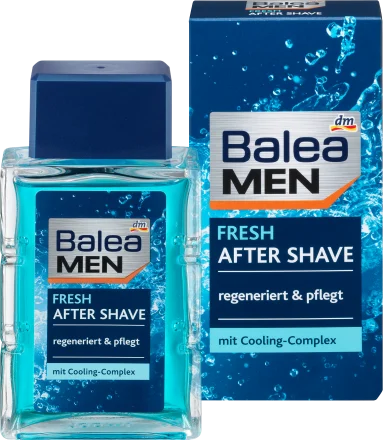 dm
Balea
MEN
FRESH
AFTER SHAVE
regeneriert & pflegt
mit Cooling-Complex
dm
Balea
MEN
FRESH
AFTER SHAVE
regeneriert & pflegt
mit Cooling-Complex